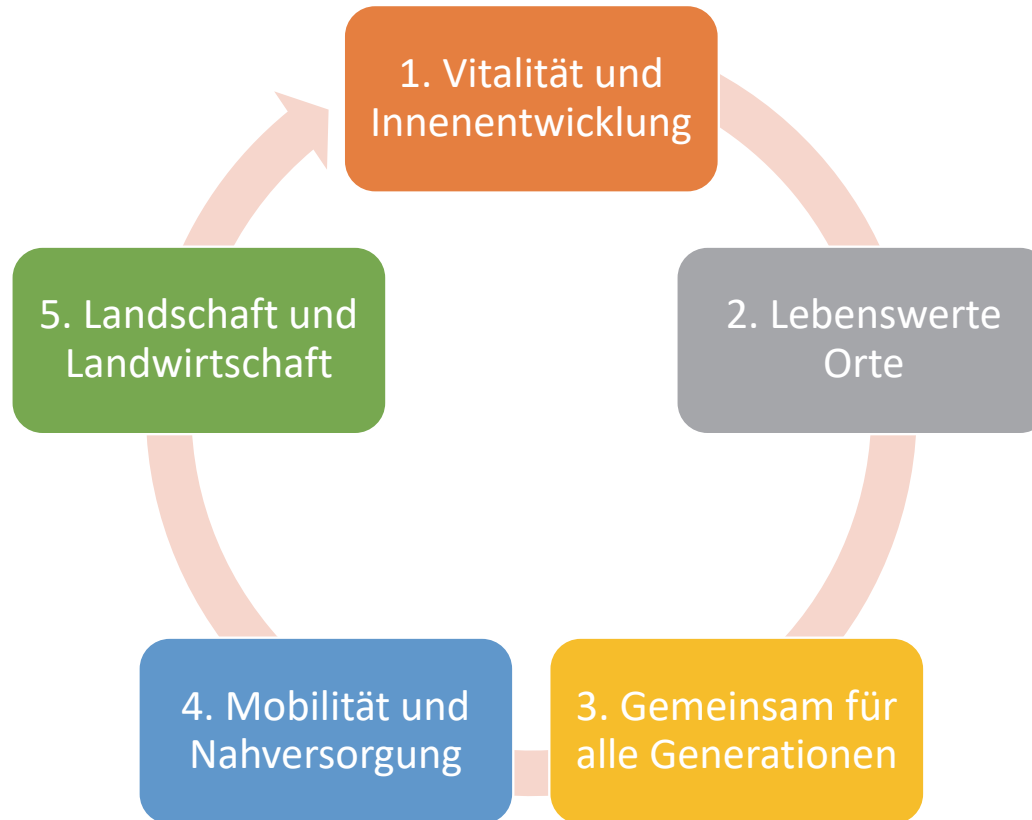 1. Vitalität und
Innenentwicklung
2. Lebenswerte
Orte
3. Gemeinsam für
alle Generationen
4. Mobilität und
Nahversorgung
5. Landschaft und
Landwirtschaft